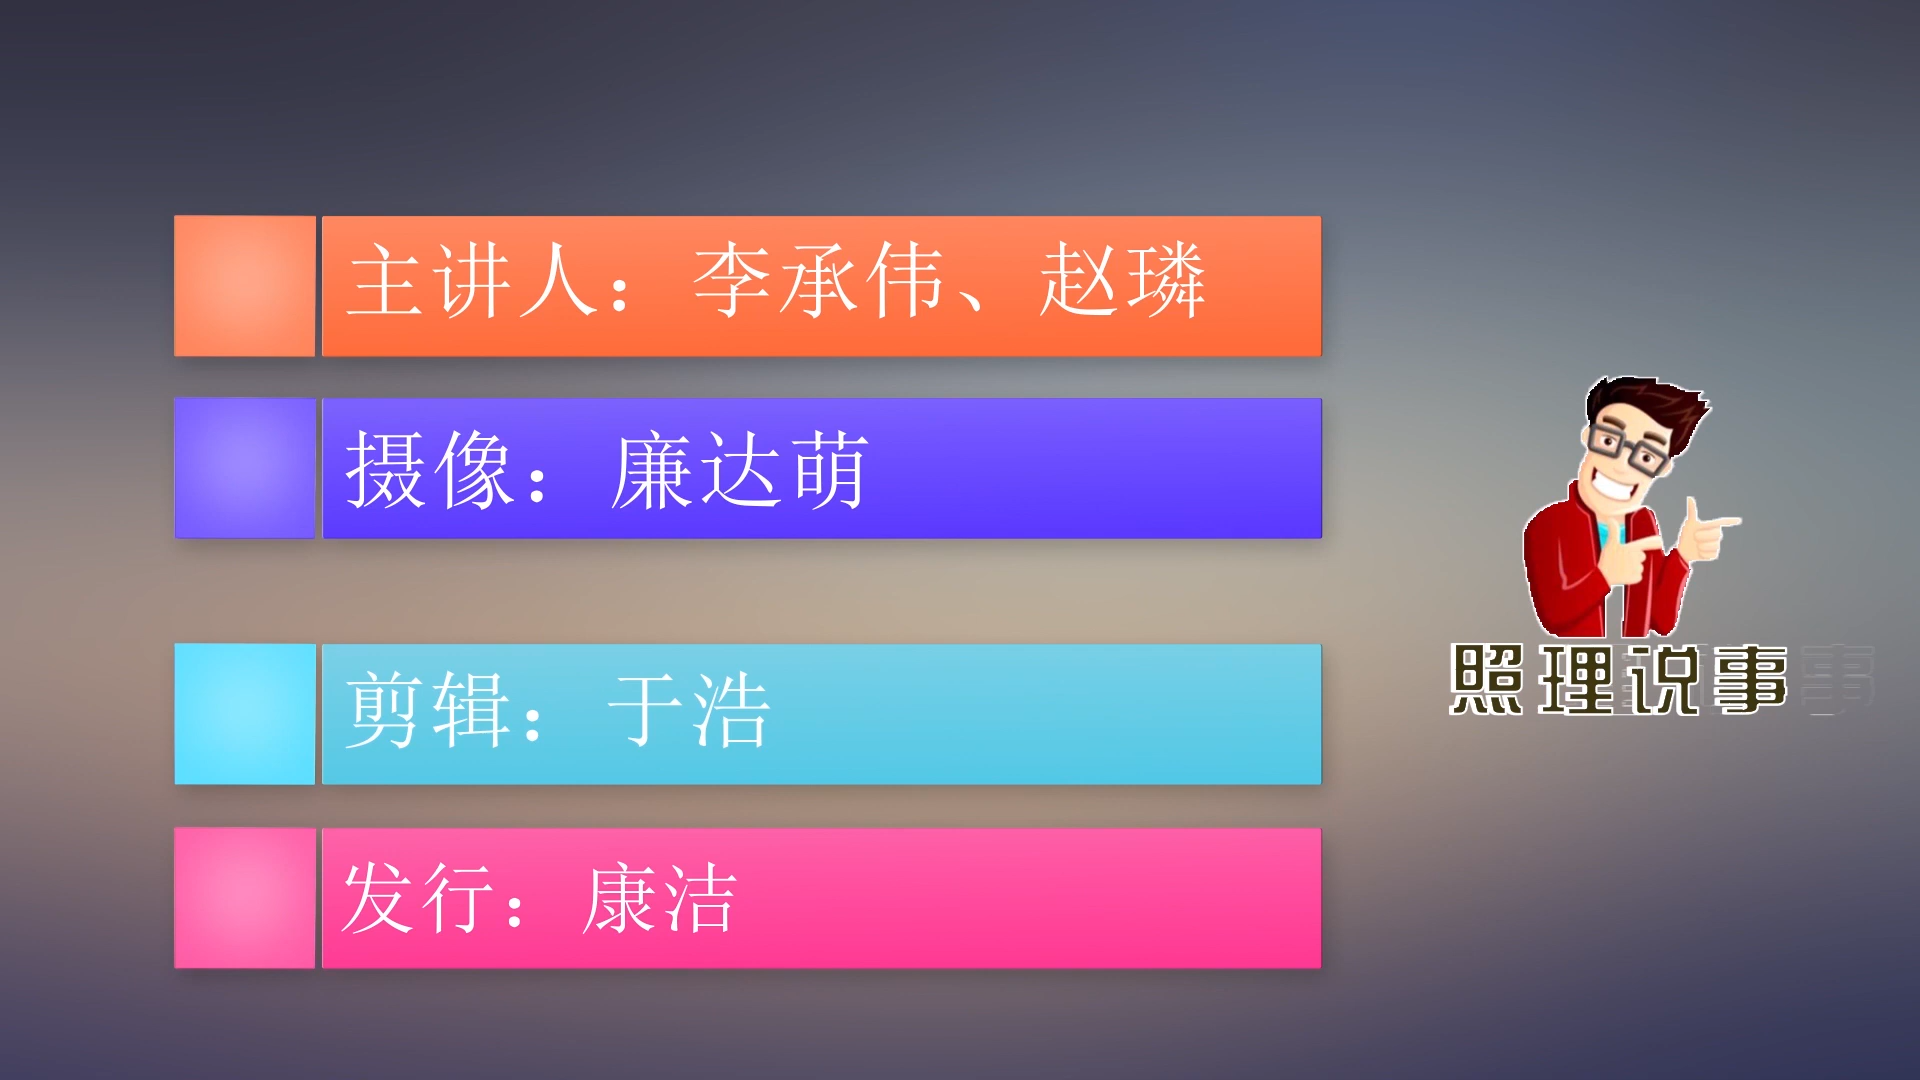 主讲人：李承伟、赵璘
摄像：廉达萌
剪辑：于浩
发行：康洁
照理说事